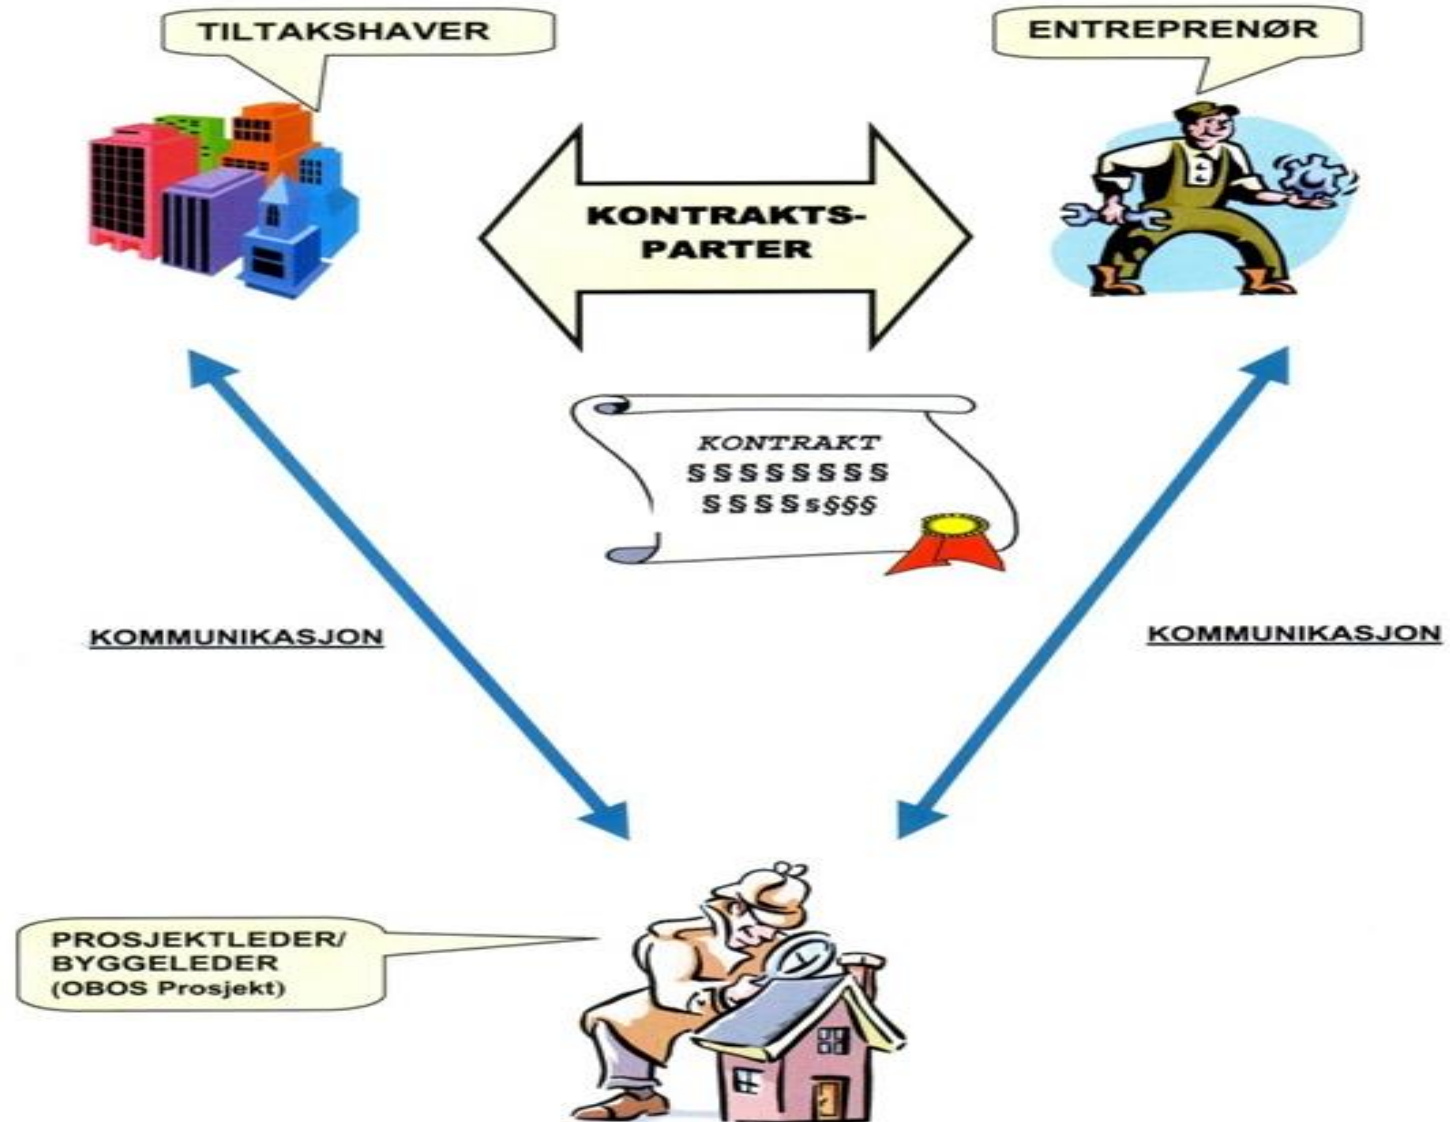 TILTAKSHAVER
ENTREPRENØR
KONTRAKTS-
PARTER
KONTRAKT
§§§§§§§§
§§§§s§§§
KOMMUNIKASJON
KOMMUNIKASJON
PROSJEKTLEDER/
BYGGELEDER
(OBOS Prosjekt)